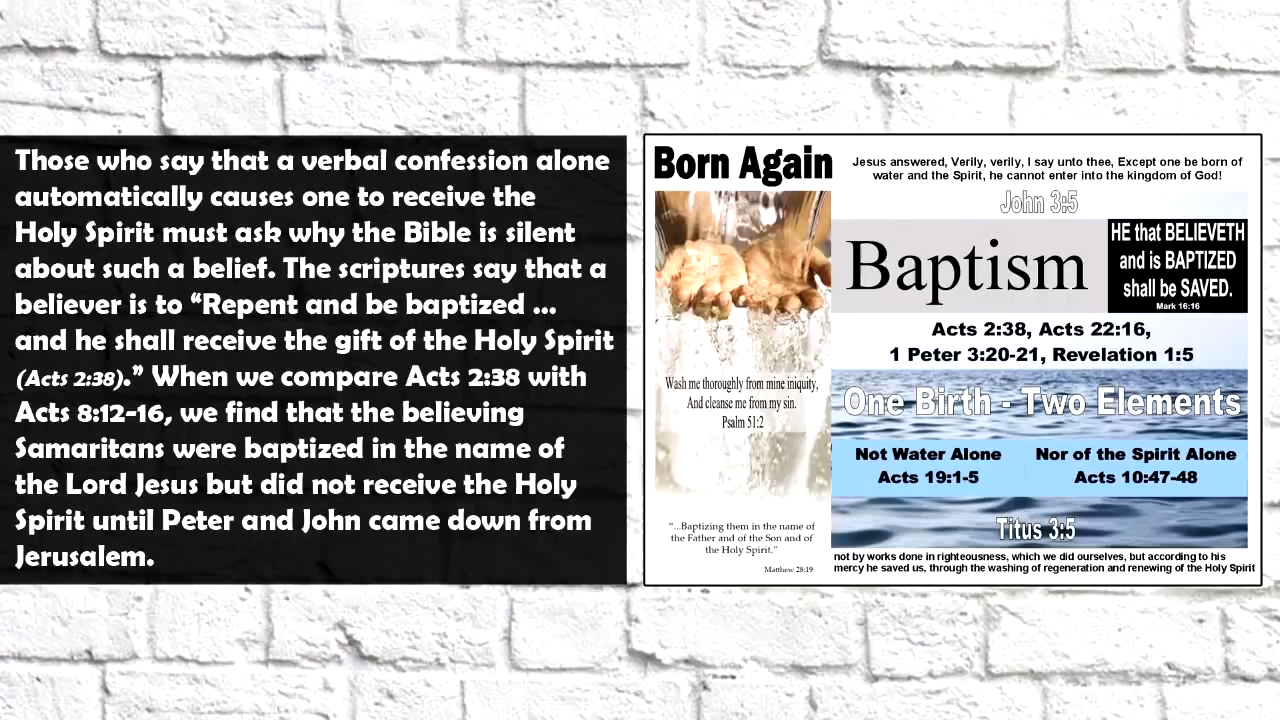 Those who say that a verbal confession alone
automatically causes one to receive the
Holy Spirit must ask why the Bible is silent
about such a belief. The scriptures say that a
believer is to “Repent and be baptized ...
and he shall receive the gift of the Holy Spirit
(Acts 2:38).” When we compare Acts 2:38 with
Acts 8:12-16, we find that the believing
Samaritans were baptized in the name of
the Lord Jesus but did not receive the Holy
Spirit until Peter and John came down from
Jerusalem.
Born Again
Wash me thoroughly from mine iniquity,
And cleanse me from my sin.
Psalm 51:2
“...Baptizing them in the name of
the Father and of the Son and of
the Holy Spirit.”
Matthew 28:19
Jesus answered, Verily, verily, I say unto thee, Except one be born of
water and the Spirit, he cannot enter into the kingdom of God!
John 3:5
Baptism
HE that BELIEVETH
and is BAPTIZED
shall be SAVED.
Mark 16:16
Acts 2:38, Acts 22:16,
1 Peter 3:20-21, Revelation 1:5
One Birth - Two Elements
Not Water Alone
Acts 19:1-5
Nor of the Spirit Alone
Acts 10:47-48
Titus 3:5
not by works done in righteousness, which we did ourselves, but according to his
mercy he saved us, through the washing of regeneration and renewing of the Holy Spirit